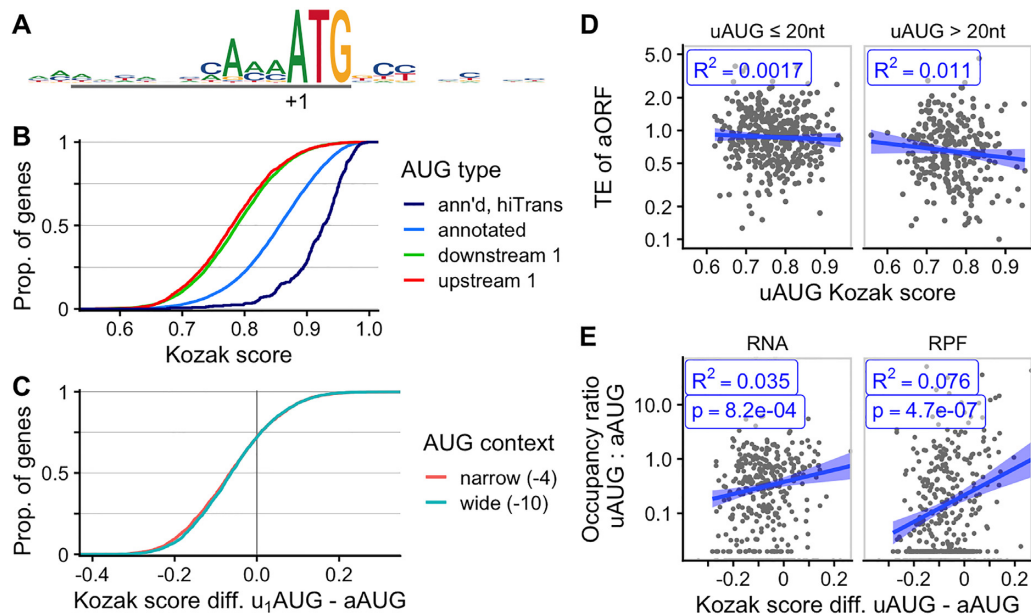 A
ATG
+1
B
Prop. of genes
1
0.5
0
0.6 0.7 0.8 0.9 1.0
Kozak score
AUG type
ann'd, hiTrans
annotated
downstream 1
upstream 1
C
Prop. of genes
1
0.5
0
-0.4 -0.2 0.0 0.2
Kozak score diff. u₁AUG - aAUG
AUG context
narrow (-4)
wide (-10)
D
uAUG ≤ 20nt uAUG > 20nt
TE of aORF
5.0
2.0
1.0
0.5
0.2
0.1
R² = 0.0017
R² = 0.011
0.6 0.7 0.8 0.9 0.6 0.7 0.8 0.9
uAUG Kozak score
E
RNA RPF
Occupancy ratio
uAUG : aAUG
10.0
1.0
0.1
R² = 0.035
p = 8.2e-04
R² = 0.076
p = 4.7e-07
-0.2 0 0.2 -0.2 0 0.2
Kozak score diff. uAUG - aAUG